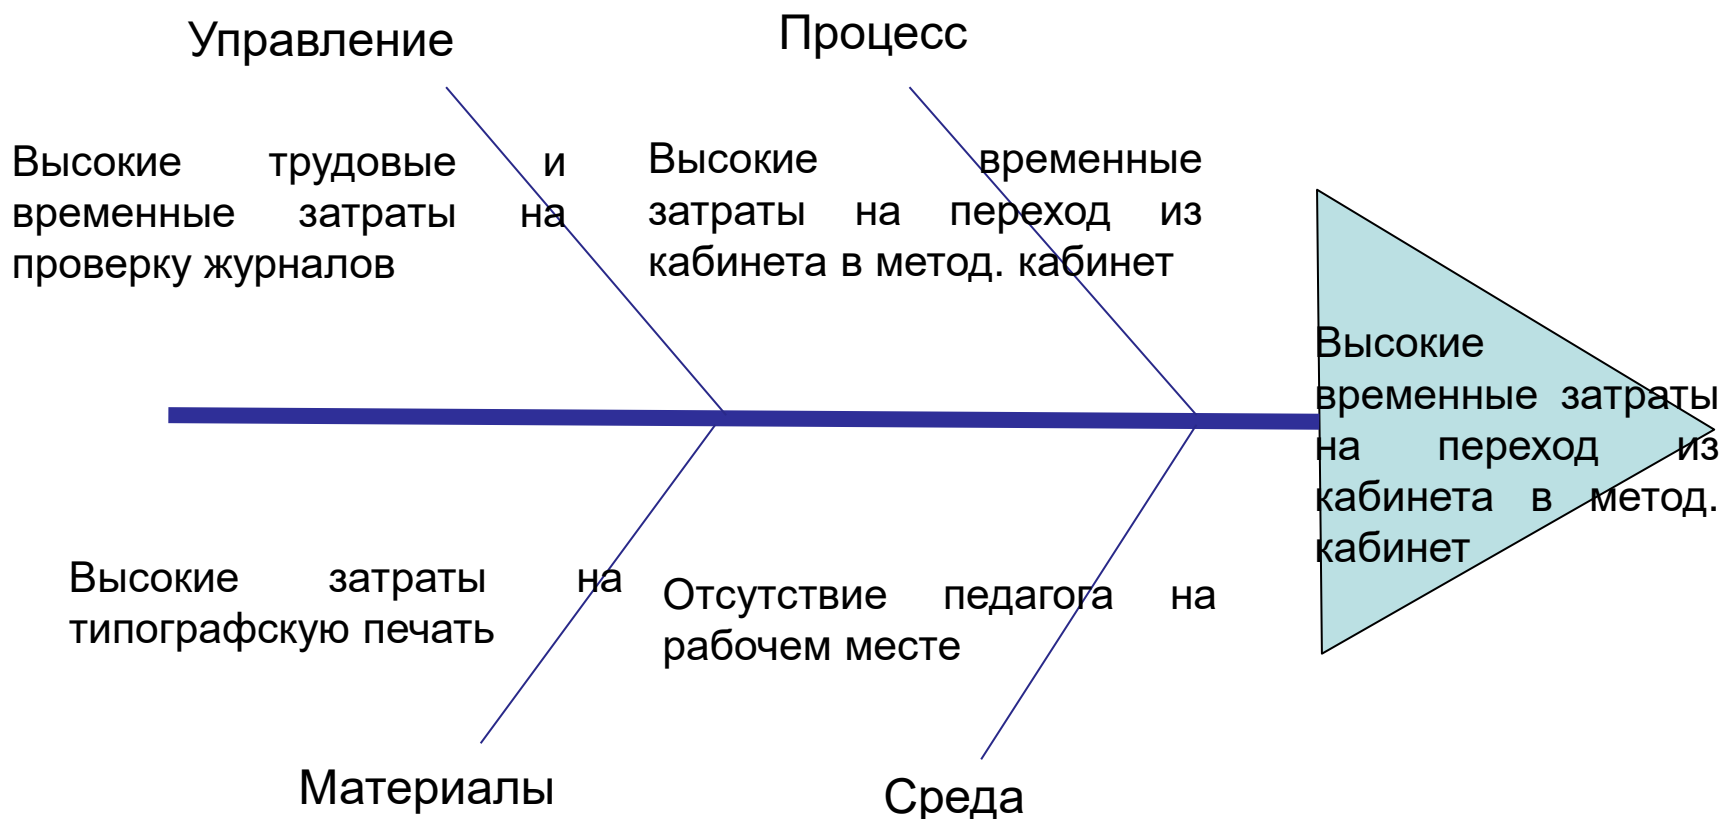 Управление
Процесс
Высокие трудовые и
временные затраты на
проверку журналов
Высокие временные
затраты на переход из
кабинета в метод. кабинет
Высокие
временные затраты
на переход из
кабинета в метод.
кабинет
Высокие затраты на
типографскую печать
Отсутствие педагога на
рабочем месте
Материалы
Среда